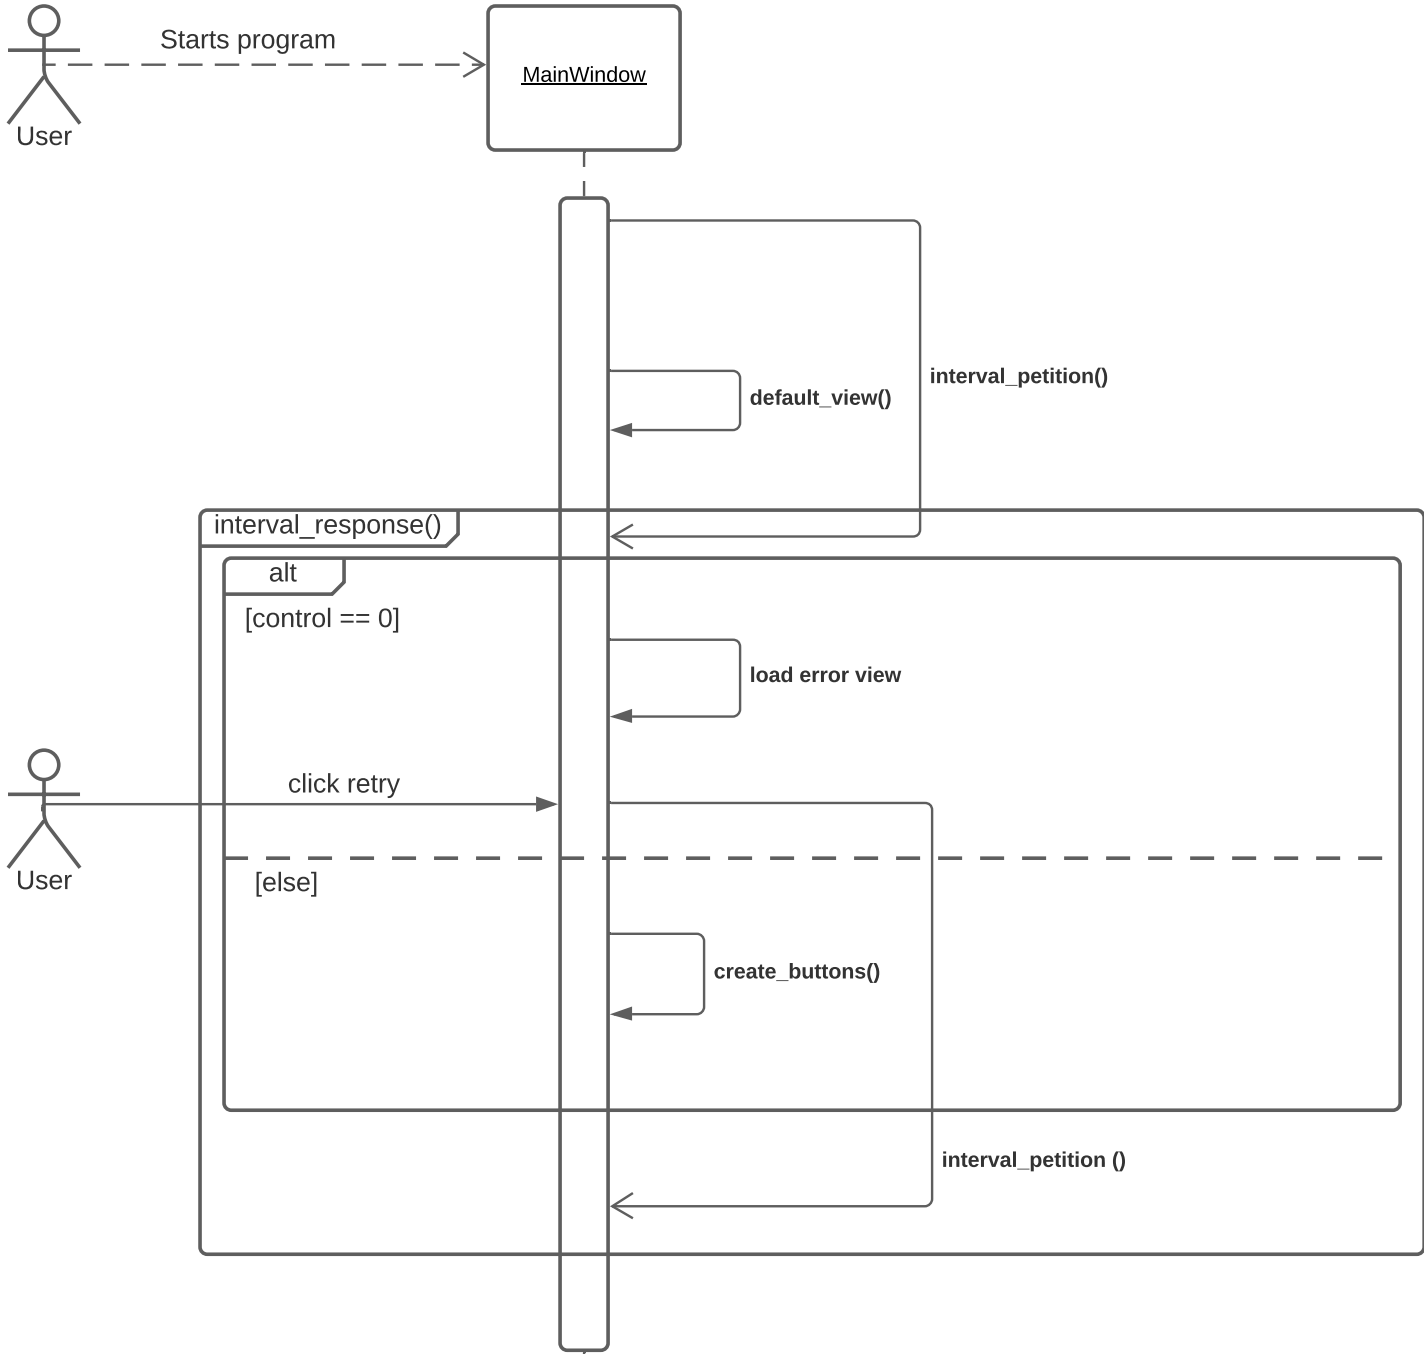 Starts program
MainWindow
User
interval_petition()
default_view()
interval_response()
alt
[control == 0]
load error view
click retry
User
[else]
create_buttons()
interval_petition ()